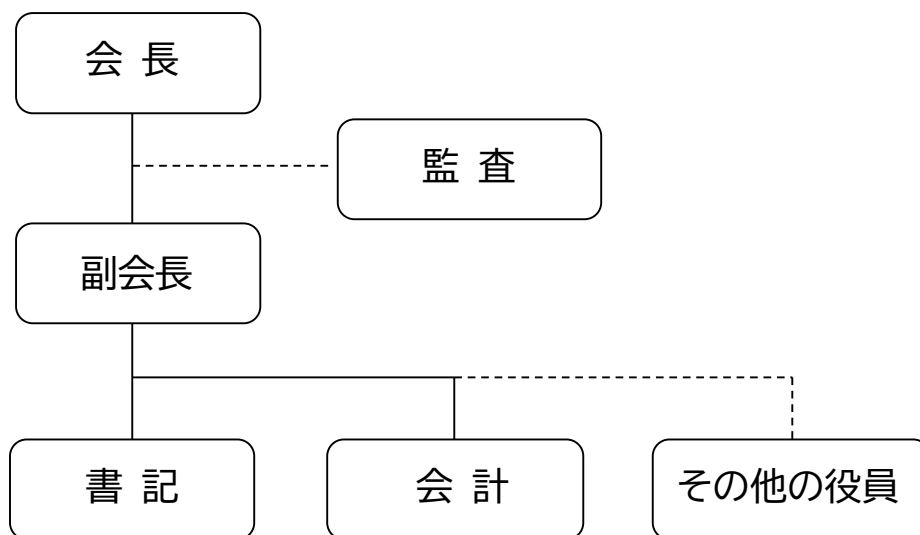 会 長
監 査
副会長
書 記
会 計
その他の役員